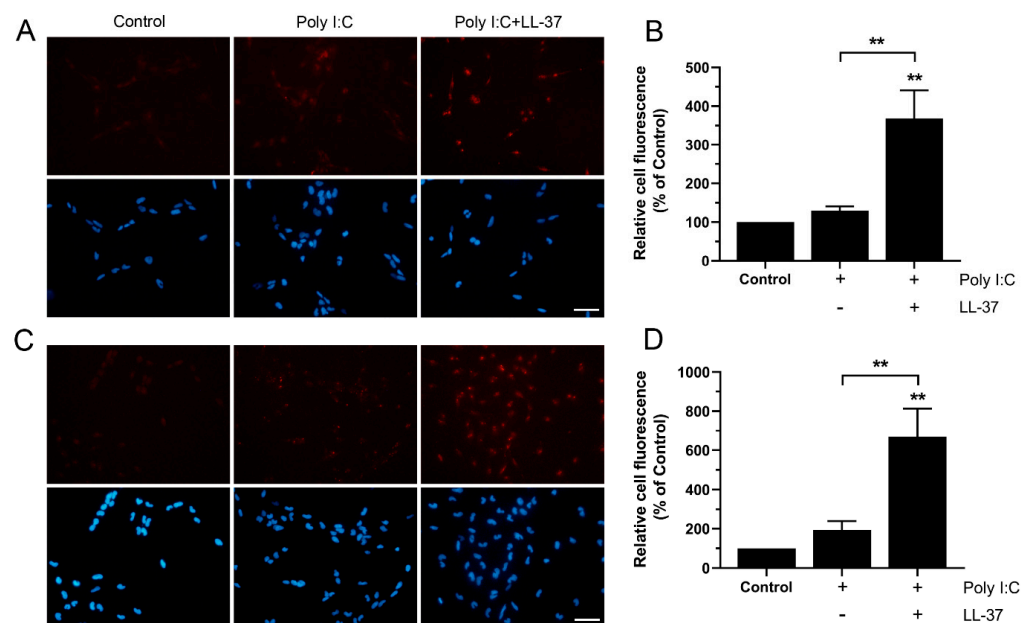 A
Control
Poly I:C
Poly I:C+LL-37
B
Relative cell fluorescence
(% of Control)
500
400
300
200
100
0
**
**
Control + + Poly I:C
- + LL-37
C
D
Relative cell fluorescence
(% of Control)
1000
800
600
400
200
0
**
**
Control + + Poly I:C
- + LL-37